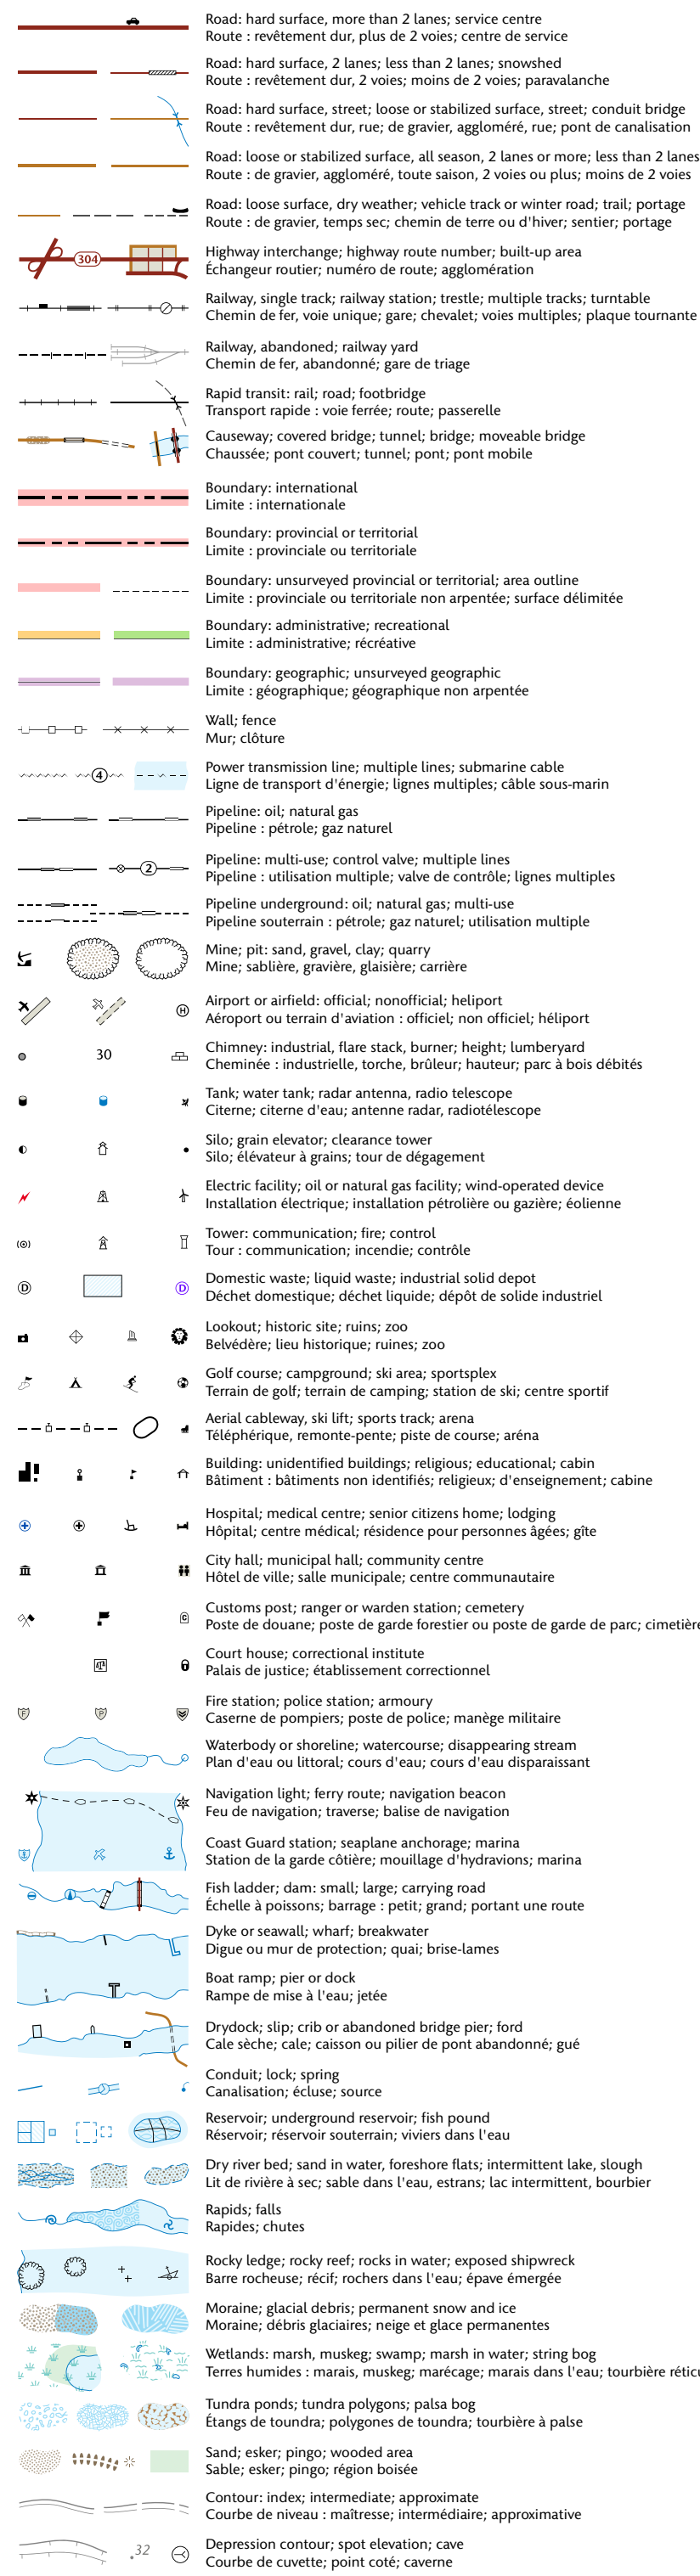 Road: hard surface, more than 2 lanes; service centre
Route : revêtement dur, plus de 2 voies; centre de service
Road: hard surface, 2 lanes; less than 2 lanes; snowshed
Route : revêtement dur, 2 voies; moins de 2 voies; paravalanche
Road: hard surface, street; loose or stabilized surface, street; conduit bridge
Route : revêtement dur, rue; de gravier, aggloméré, rue; pont de canalisation
Road: loose or stabilized surface, all season, 2 lanes or more; less than 2 lanes
Route : de gravier, aggloméré, toute saison, 2 voies ou plus; moins de 2 voies
Road: loose surface, dry weather; vehicle track or winter road; trail; portage
Route : de gravier, temps sec; chemin de terre ou d'hiver; sentier; portage
304
Highway interchange; highway route number; built-up area
Échangeur routier; numéro de route; agglomération
Railway, single track; railway station; trestle; multiple tracks; turntable
Chemin de fer, voie unique; gare; chevalet; voies multiples; plaque tournante
Railway, abandoned; railway yard
Chemin de fer, abandonné; gare de triage
Rapid transit: rail; road; footbridge
Transport rapide : voie ferrée; route; passerelle
Causeway; covered bridge; tunnel; bridge; moveable bridge
Chaussée; pont couvert; tunnel; pont; pont mobile
Boundary: international
Limite : internationale
Boundary: provincial or territorial
Limite : provinciale ou territoriale
Boundary: unsurveyed provincial or territorial; area outline
Limite : provinciale ou territoriale non arpentée; surface délimitée
Boundary: administrative; recreational
Limite : administrative; récréative
Boundary: geographic; unsurveyed geographic
Limite : géographique; géographique non arpentée
Wall; fence
Mur; clôture
4
Power transmission line; multiple lines; submarine cable
Ligne de transport d'énergie; lignes multiples; câble sous-marin
Pipeline: oil; natural gas
Pipeline : pétrole; gaz naturel
2
Pipeline: multi-use; control valve; multiple lines
Pipeline : utilisation multiple; valve de contrôle; lignes multiples
Pipeline underground: oil; natural gas; multi-use
Pipeline souterrain : pétrole; gaz naturel; utilisation multiple
Mine; pit: sand, gravel, clay; quarry
Mine; sablière, gravière, glaisière; carrière
H
Airport or airfield: official; nonofficial; heliport
Aéroport ou terrain d'aviation : officiel; non officiel; héliport
30
Chimney: industrial, flare stack, burner; height; lumberyard
Cheminée : industrielle, torche, brûleur; hauteur; parc à bois débités
Tank; water tank; radar antenna, radio telescope
Citerne; citerne d'eau; antenne radar, radiotélescope
Silo; grain elevator; clearance tower
Silo; élévateur à grains; tour de dégagement
Electric facility; oil or natural gas facility; wind-operated device
Installation électrique; installation pétrolière ou gazière; éolienne
Tower: communication; fire; control
Tour : communication; incendie; contrôle
D D
Domestic waste; liquid waste; industrial solid depot
Déchet domestique; déchet liquide; dépôt de solide industriel
Lookout; historic site; ruins; zoo
Belvédère; lieu historique; ruines; zoo
Golf course; campground; ski area; sportsplex
Terrain de golf; terrain de camping; station de ski; centre sportif
Aerial cableway, ski lift; sports track; arena
Téléphérique, remonte-pente; piste de course; aréna
Building: unidentified buildings; religious; educational; cabin
Bâtiment : bâtiments non identifiés; religieux; d'enseignement; cabine
Hospital; medical centre; senior citizens home; lodging
Hôpital; centre médical; résidence pour personnes âgées; gîte
City hall; municipal hall; community centre
Hôtel de ville; salle municipale; centre communautaire
C
Customs post; ranger or warden station; cemetery
Poste de douane; poste de garde forestier ou poste de garde de parc; cimetière
Court house; correctional institute
Palais de justice; établissement correctionnel
F P
Fire station; police station; armoury
Caserne de pompiers; poste de police; manège militaire
Waterbody or shoreline; watercourse; disappearing stream
Plan d'eau ou littoral; cours d'eau; cours d'eau disparaissant
Navigation light; ferry route; navigation beacon
Feu de navigation; traverse; balise de navigation
Coast Guard station; seaplane anchorage; marina
Station de la garde côtière; mouillage d'hydravions; marina
Fish ladder; dam: small; large; carrying road
Échelle à poissons; barrage : petit; grand; portant une route
Dyke or seawall; wharf; breakwater
Digue ou mur de protection; quai; brise-lames
Boat ramp; pier or dock
Rampe de mise à l'eau; jetée
Drydock; slip; crib or abandoned bridge pier; ford
Cale sèche; cale; caisson ou pilier de pont abandonné; gué
Conduit; lock; spring
Canalisation; écluse; source
Reservoir; underground reservoir; fish pound
Réservoir; réservoir souterrain; viviers dans l'eau
Dry river bed; sand in water, foreshore flats; intermittent lake, slough
Lit de rivière à sec; sable dans l'eau, estrans; lac intermittent, bourbier
Rapids; falls
Rapides; chutes
Rocky ledge; rocky reef; rocks in water; exposed shipwreck
Barre rocheuse; récif; rochers dans l'eau; épave émergée
Moraine; glacial debris; permanent snow and ice
Moraine; débris glaciaires; neige et glace permanentes
Wetlands: marsh, muskeg; swamp; marsh in water; string bog
Terres humides : marais, muskeg; marécage; marais dans l'eau; tourbière réticu
Tundra ponds; tundra polygons; palsa bog
Étangs de toundra; polygones de toundra; tourbière à palse
Sand; esker; pingo; wooded area
Sable; esker; pingo; région boisée
Contour: index; intermediate; approximate
Courbe de niveau : maîtresse; intermédiaire; approximative
32
Depression contour; spot elevation; cave
Courbe de cuvette; point coté; caverne